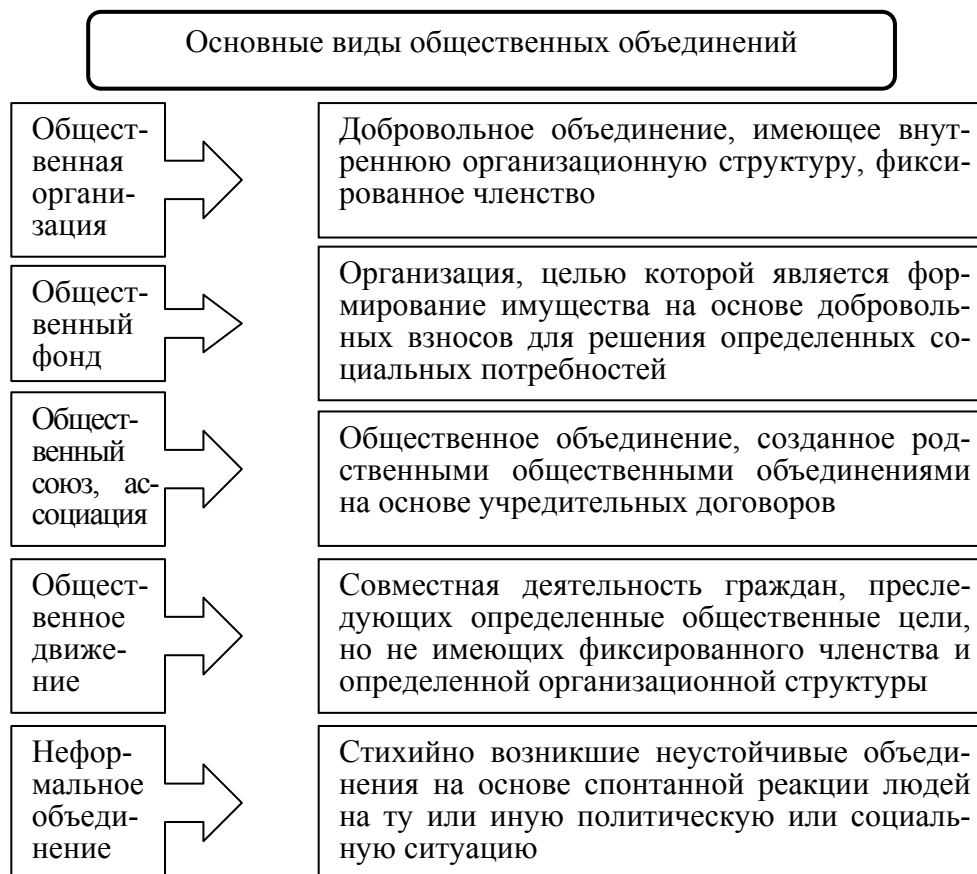 Основные виды общественных объединений
Общест-
венная
органи-
зация
Добровольное объединение, имеющее внут-
реннюю организационную структуру, фикси-
рованное членство
Общест-
венный
фонд
Организация, целью которой является фор-
мирование имущества на основе доброволь-
ных взносов для решения определенных со-
циальных потребностей
Общест-
венный
союз, ас-
социация
Общественное объединение, созданное род-
ственными общественными объединениями
на основе учредительных договоров
Общест-
венное
движе-
ние
Совместная деятельность граждан, пресле-
дующих определенные общественные цели,
но не имеющих фиксированного членства и
определенной организационной структуры
Нефор-
мальное
объеди-
нение
Стихийно возникшие неустойчивые объеди-
нения на основе спонтанной реакции людей
на ту или иную политическую или социаль-
ную ситуацию